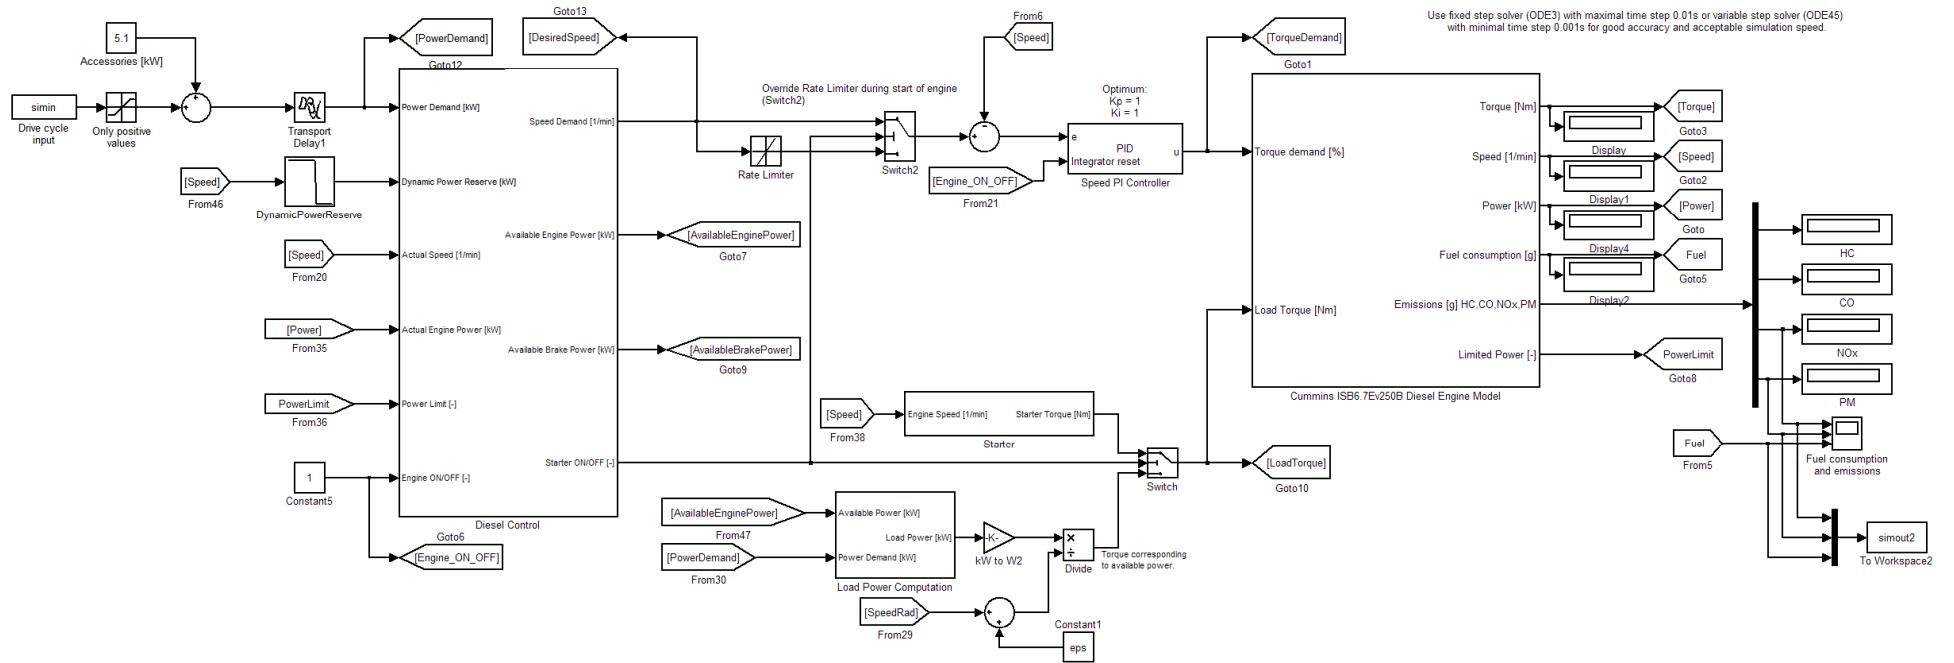 Goto13
From6
Use fixed step solver (ODE3) with maximal time step 0.01s or variable step solver (ODE45)
with minimal time step 0.001s for good accuracy and acceptable simulation speed.
5.1
Accessories [kW]
[PowerDemand]
Goto12
[DesiredSpeed]
[Speed]
[TorqueDemand]
Goto1
simin
Drive cycle
input
Only positive
values
Transport
Delay1
Power Demand [kW]
Speed Demand [1/min]
Override Rate Limiter during start of engine
(Switch2)
Rate Limiter
Switch2
Optimum:
Kp = 1
Ki = 1
e
PID
Integrator reset
u
Speed PI Controller
[Engine_ON_OFF]
From21
Torque demand [%]
Torque [Nm]
[Torque]
Goto3
Display
Speed [1/min]
[Speed]
Goto2
Display1
Power [kW]
[Power]
Goto
Display4
Fuel consumption [g]
Fuel
Goto5
Display2
Emissions [g] HC,CO,NOx,PM
Load Torque [Nm]
Limited Power [-]
PowerLimit
Goto8
Cummins ISB6.7Ev250B Diesel Engine Model
HC
CO
NOx
PM
[Speed]
From46
DynamicPowerReserve
Dynamic Power Reserve [kW]
Available Engine Power [kW]
[AvailableEnginePower]
Goto7
[Speed]
From20
Actual Speed [1/min]
[Power]
From35
Actual Engine Power [kW]
Available Brake Power [kW]
[AvailableBrakePower]
Goto9
PowerLimit
From36
Power Limit [-]
[Speed]
From38
Engine Speed [1/min]
Starter Torque [Nm]
Starter
Starter ON/OFF [-]
Switch
[LoadTorque]
Goto10
1
Constant5
Engine ON/OFF [-]
Diesel Control
Goto6
[Engine_ON_OFF]
[AvailableEnginePower]
From47
[PowerDemand]
From30
Available Power [kW]
Load Power [kW]
Power Demand [kW]
Load Power Computation
-K-
kW to W2
×
÷
Divide
Torque corresponding
to available power.
[SpeedRad]
From29
Constant1
eps
Fuel
From5
Fuel consumption
and emissions
simout2
To Workspace2